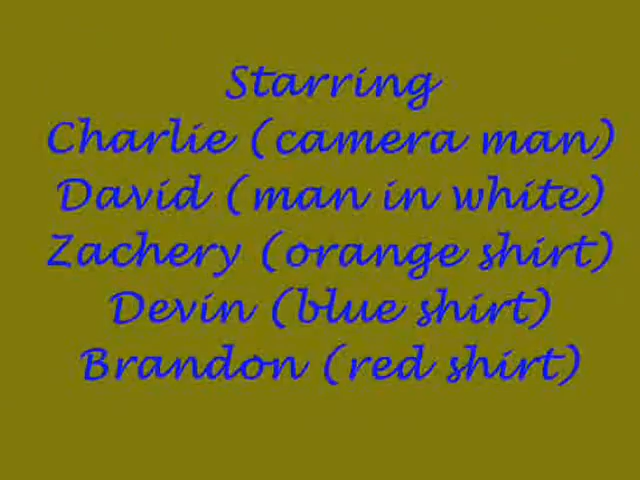 Starring
Charlie (camera man)
David (man in white)
Zachery (orange shirt)
Devin (blue shirt)
Brandon (red shirt)